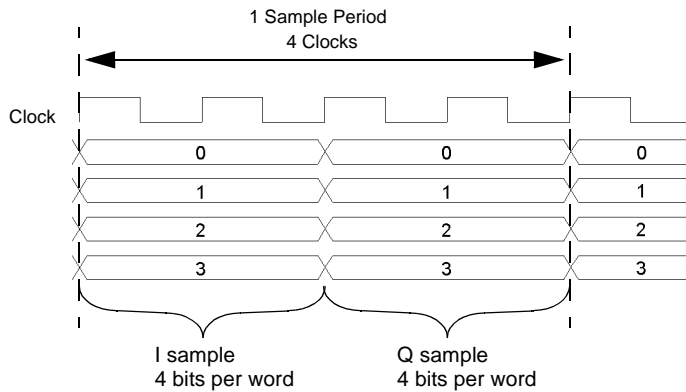 1 Sample Period
4 Clocks
Clock
0 0 0
1 1 1
2 2 2
3 3 3
I sample
4 bits per word
Q sample
4 bits per word